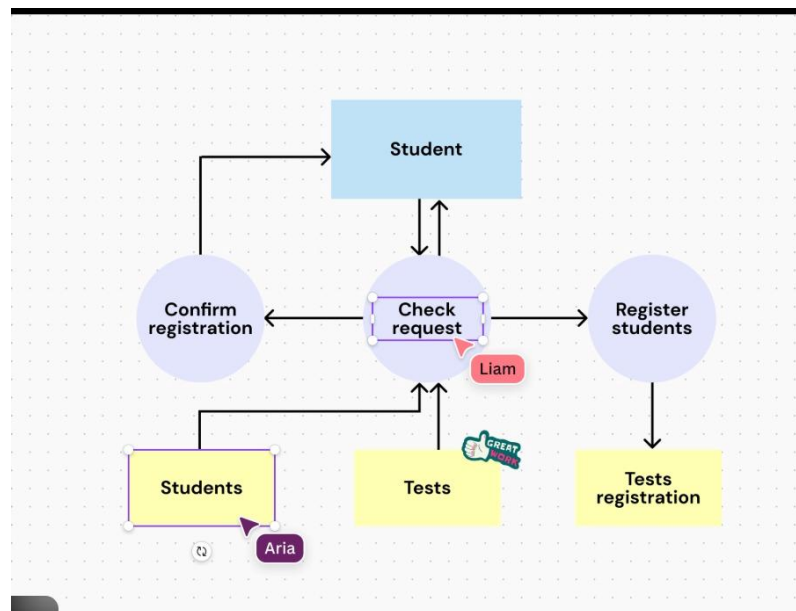 Student
Confirm
registration
Check
request
Register
students
Liam
GREAT
WORK
Students
Tests
Tests
registration
Aria